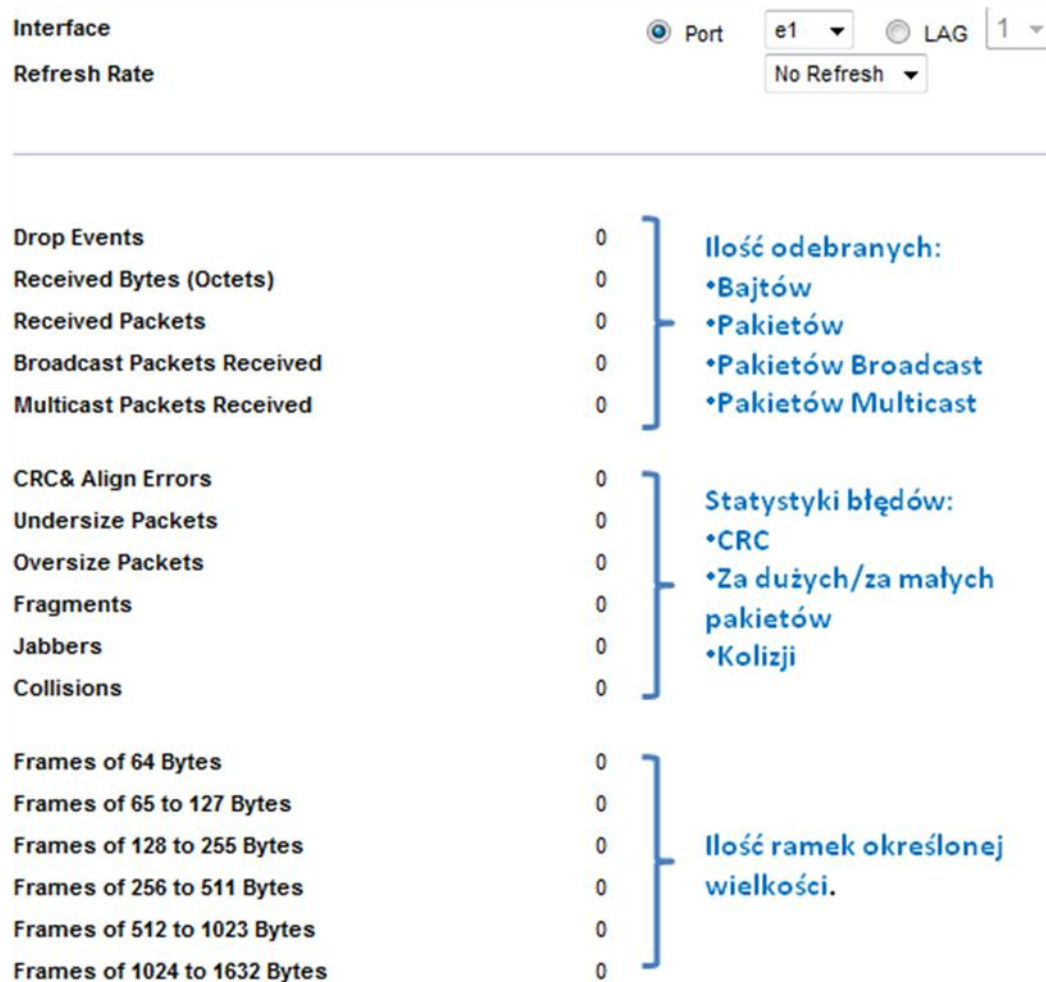 Interface Port e1 LAG 1
Refresh Rate No Refresh
Drop Events 0
Received Bytes (Octets) 0
Received Packets 0
Broadcast Packets Received 0
Multicast Packets Received 0
Ilość odebranych:
•Bajtów
•Pakietów
•Pakietów Broadcast
•Pakietów Multicast
CRC& Align Errors 0
Undersize Packets 0
Oversize Packets 0
Fragments 0
Jabbers 0
Collisions 0
Statystyki błędów:
•CRC
•Za dużych/za małych
pakietów
•Kolizji
Frames of 64 Bytes 0
Frames of 65 to 127 Bytes 0
Frames of 128 to 255 Bytes 0
Frames of 256 to 511 Bytes 0
Frames of 512 to 1023 Bytes 0
Frames of 1024 to 1632 Bytes 0
Ilość ramek określonej
wielkości.